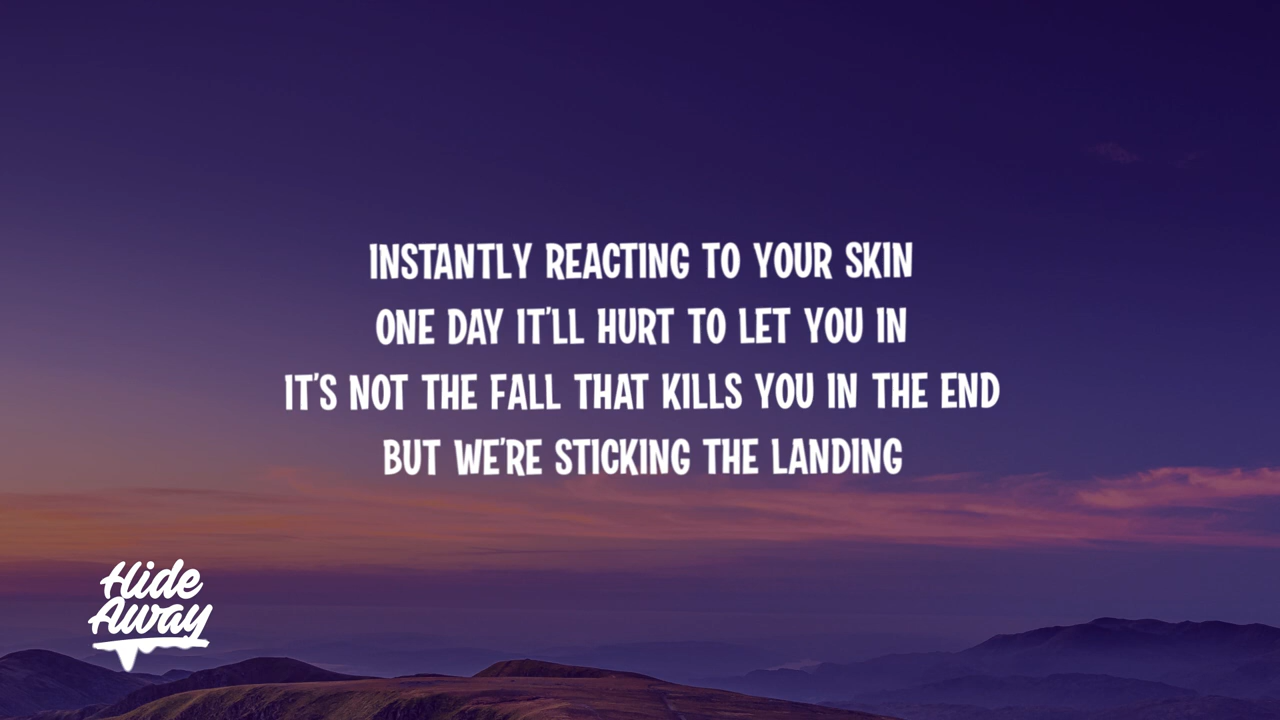 INSTANTLY REACTING TO YOUR SKIN
ONE DAY IT'LL HURT TO LET YOU IN
IT'S NOT THE FALL THAT KILLS YOU IN THE END
BUT WE'RE STICKING THE LANDING
Hide
Away